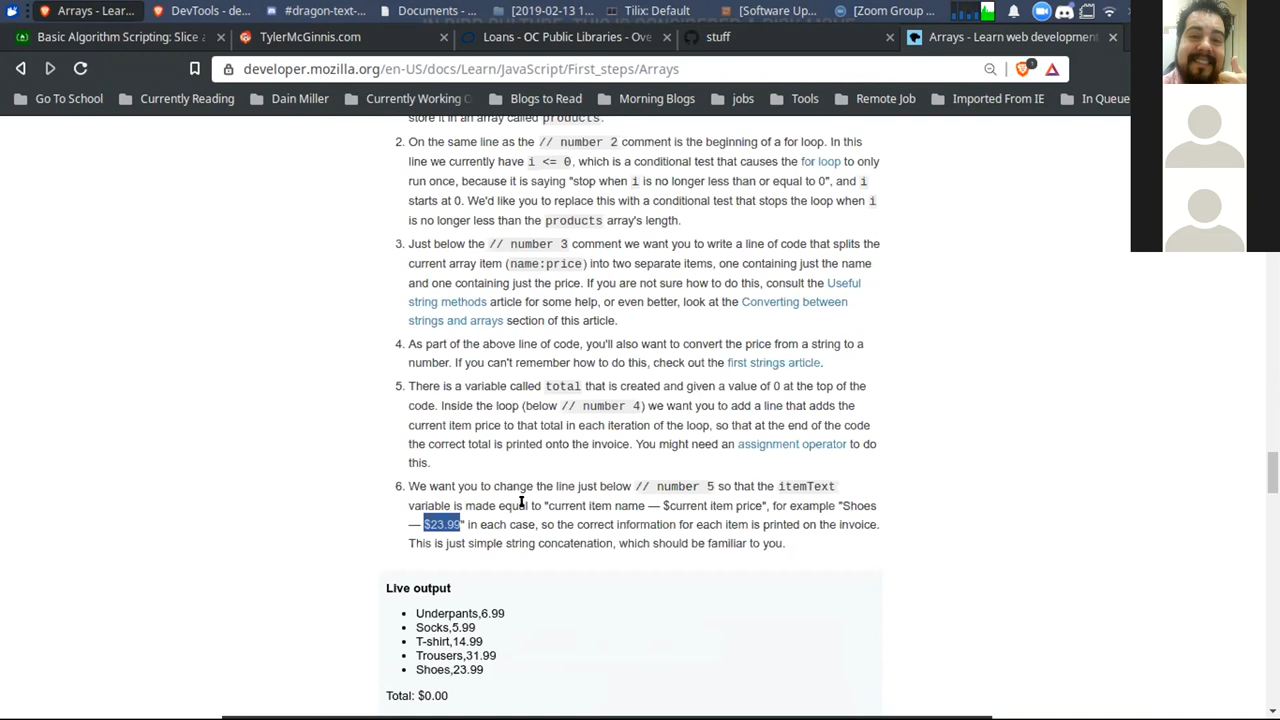 Arrays – Lear...
DevTools - de...
#dragon-text...
Documents - ...
[2019-02-13 1...
Tilix: Default
[Software Up...
[Zoom Group ...
Basic Algorithm Scripting: Slice a
TylerMcGinnis.com
Loans - OC Public Libraries - Ove
stuff
Arrays - Learn web development
developer.mozilla.org/en-US/docs/Learn/JavaScript/First_steps/Arrays
1
Go To School
Currently Reading
Dain Miller
Currently Working O
Blogs to Read
Morning Blogs
jobs
Tools
Remote Job
Imported From IE
In Queue
store it in an array called products.
2. On the same line as the // number 2 comment is the beginning of a for loop. In this
line we currently have i <= 0, which is a conditional test that causes the for loop to only
run once, because it is saying "stop when i is no longer less than or equal to 0", and i
starts at 0. We'd like you to replace this with a conditional test that stops the loop when i
is no longer less than the products array's length.
3. Just below the // number 3 comment we want you to write a line of code that splits the
current array item (name:price) into two separate items, one containing just the name
and one containing just the price. If you are not sure how to do this, consult the Useful
string methods article for some help, or even better, look at the Converting between
strings and arrays section of this article.
4. As part of the above line of code, you'll also want to convert the price from a string to a
number. If you can't remember how to do this, check out the first strings article.
5. There is a variable called total that is created and given a value of 0 at the top of the
code. Inside the loop (below // number 4) we want you to add a line that adds the
current item price to that total in each iteration of the loop, so that at the end of the code
the correct total is printed onto the invoice. You might need an assignment operator to do
this.
6. We want you to change the line just below // number 5 so that the itemText
variable is made equal to "current item name — $current item price", for example "Shoes
— $23.99" in each case, so the correct information for each item is printed on the invoice.
This is just simple string concatenation, which should be familiar to you.
Live output
• Underpants,6.99
• Socks,5.99
• T-shirt,14.99
• Trousers,31.99
• Shoes,23.99
Total: $0.00